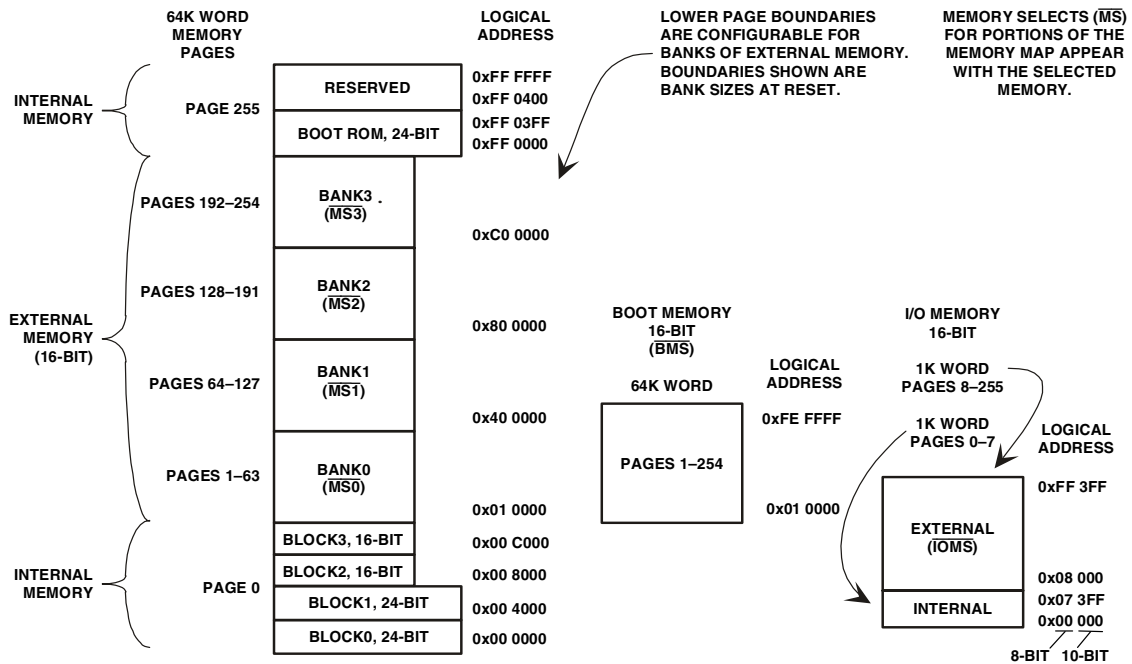 64K WORD
MEMORY
PAGES
LOGICAL
ADDRESS
LOWER PAGE BOUNDARIES
ARE CONFIGURABLE FOR
BANKS OF EXTERNAL MEMORY.
BOUNDARIES SHOWN ARE
BANK SIZES AT RESET.
MEMORY SELECTS (MS)
FOR PORTIONS OF THE
MEMORY MAP APPEAR
WITH THE SELECTED
MEMORY.
INTERNAL
MEMORY
PAGE 255
RESERVED
0xFF FFFF
0xFF 0400
BOOT ROM, 24-BIT
0xFF 03FF
0xFF 0000
EXTERNAL
MEMORY
(16-BIT)
PAGES 192–254
BANK3
(MS3)
0xC0 0000
PAGES 128–191
BANK2
(MS2)
0x80 0000
PAGES 64–127
BANK1
(MS1)
0x40 0000
PAGES 1–63
BANK0
(MS0)
0x01 0000
INTERNAL
MEMORY
PAGE 0
BLOCK3, 16-BIT
0x00 C000
BLOCK2, 16-BIT
0x00 8000
BLOCK1, 24-BIT
0x00 4000
BLOCK0, 24-BIT
0x00 0000
BOOT MEMORY
16-BIT
(BMS)
64K WORD
LOGICAL
ADDRESS
PAGES 1–254
0xFE FFFF
0x01 0000
I/O MEMORY
16-BIT
1K WORD
PAGES 8–255
1K WORD
PAGES 0–7
LOGICAL
ADDRESS
EXTERNAL
(IOMS)
0xFF 3FF
0x08 000
INTERNAL
0x07 3FF
0x00 000
8-BIT 10-BIT